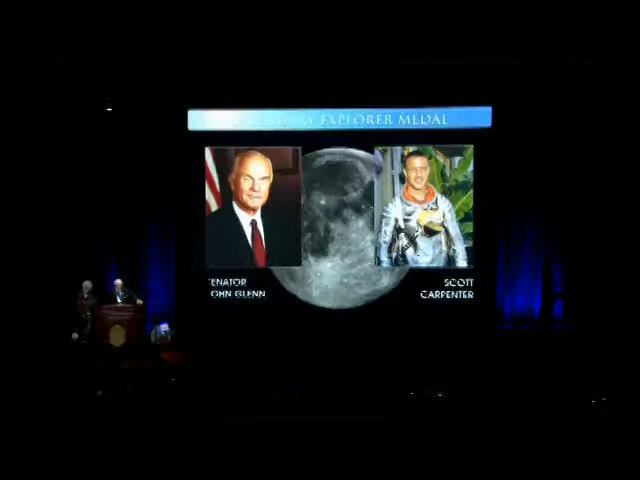 EXPLORER MEDAL
ENATOR
OHN GLENN
SCOTT
CARPENTER